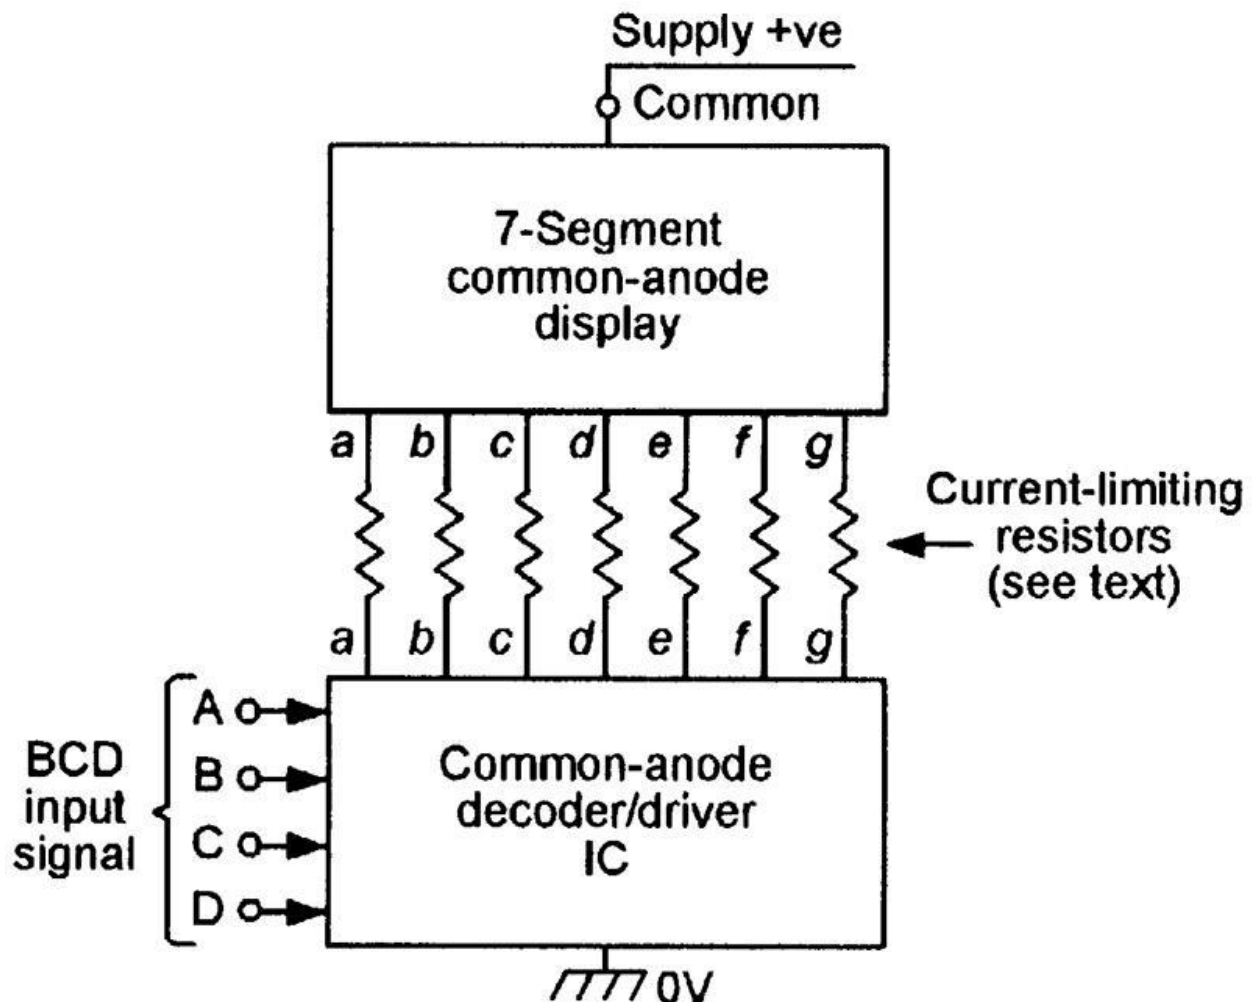 Supply +ve
Common
7-Segment
common-anode
display
a b c d e f g
Current-limiting
resistors
(see text)
a b c d e f g
BCD
input
signal
A
B
C
D
Common-anode
decoder/driver
IC
0V